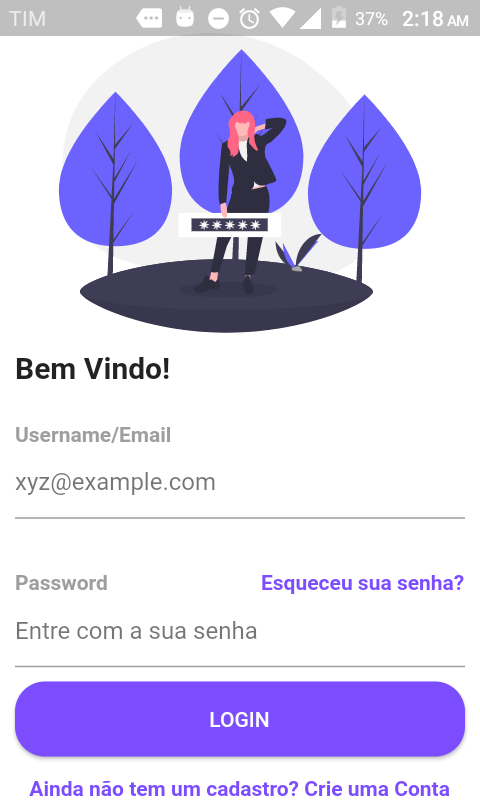 TIM 37% 2:18 AM
Bem Vindo!
Username/Email
xyz@example.com
Password Esqueceu sua senha?
Entre com a sua senha
LOGIN
Ainda não tem um cadastro? Crie uma Conta